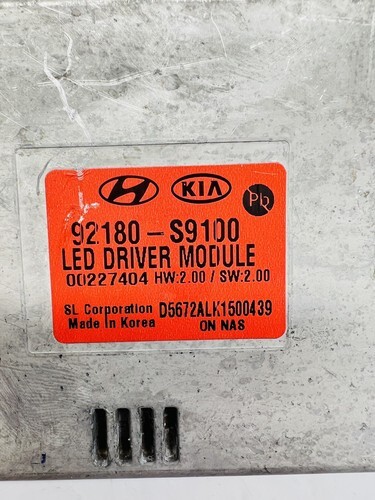 KIA Pb
92180-S9100
LED DRIVER MODULE
00227404 HW:2.00 / SW:2.00
SL Corporation D5672ALK1500439
Made In Korea ON NAS